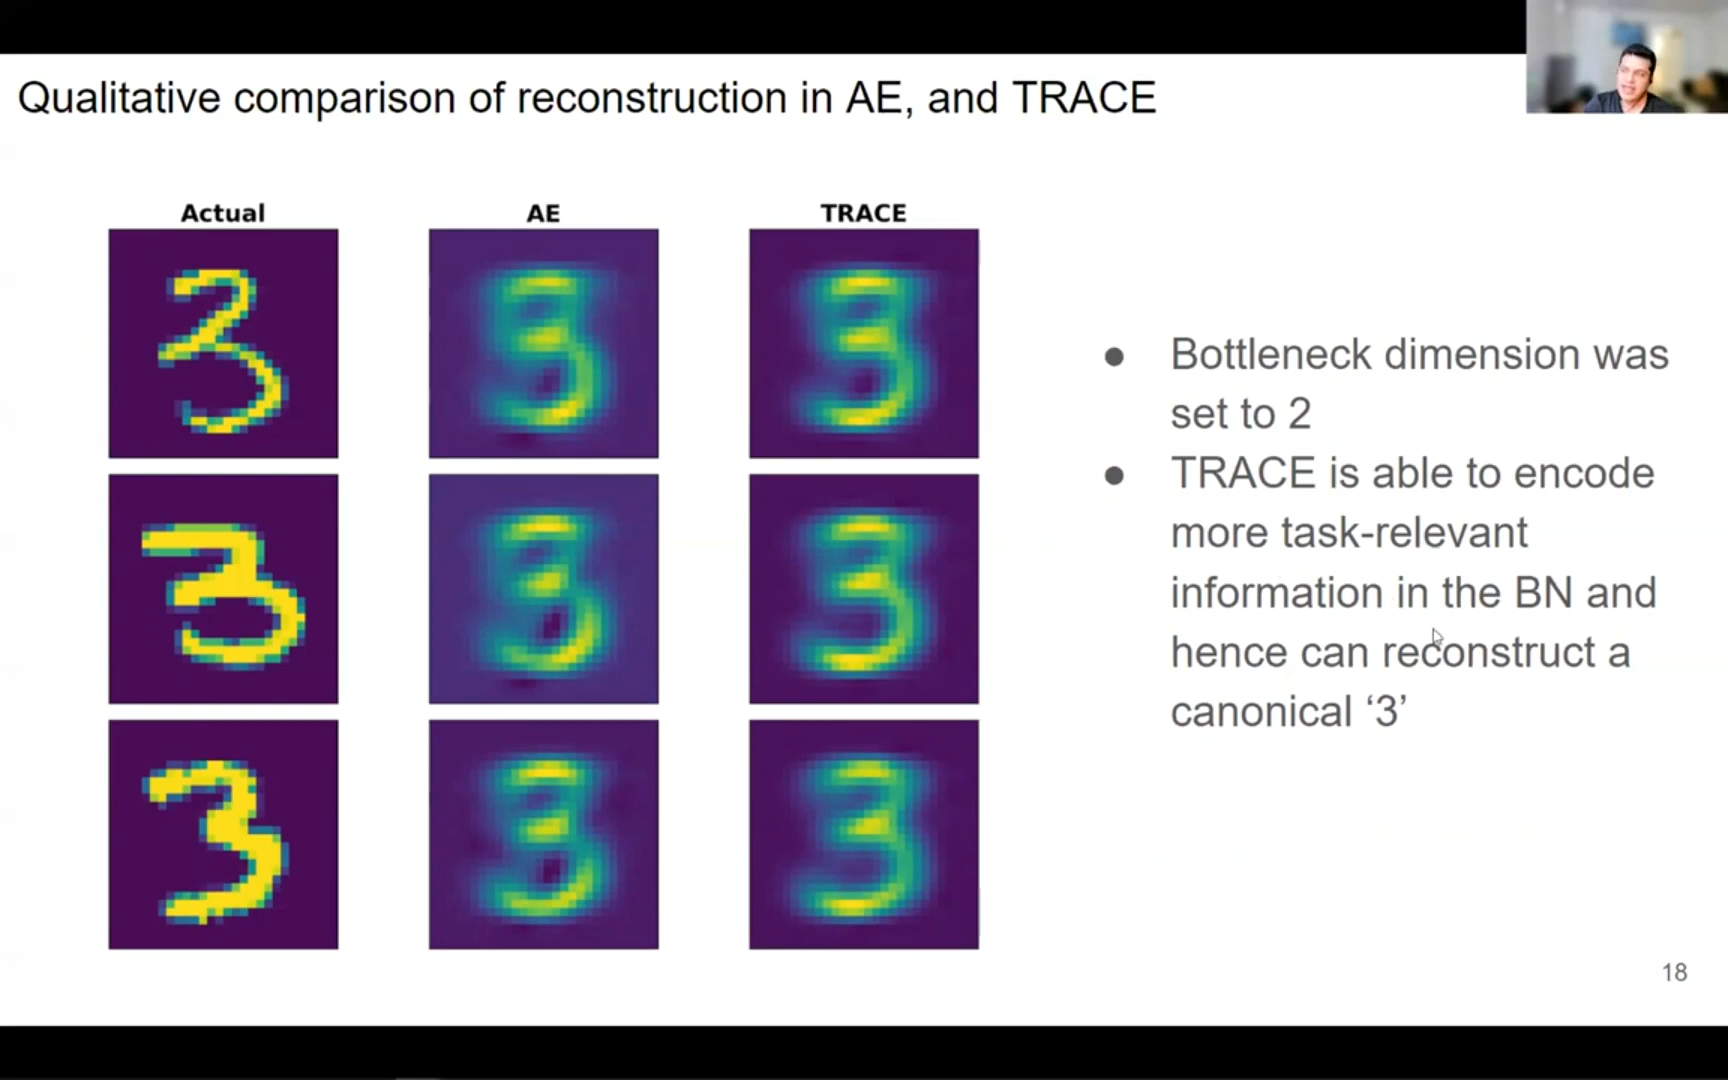 Qualitative comparison of reconstruction in AE, and TRACE
Actual
AE
TRACE
● Bottleneck dimension was
set to 2
● TRACE is able to encode
more task-relevant
information in the BN and
hence can reconstruct a
canonical ‘3’
18